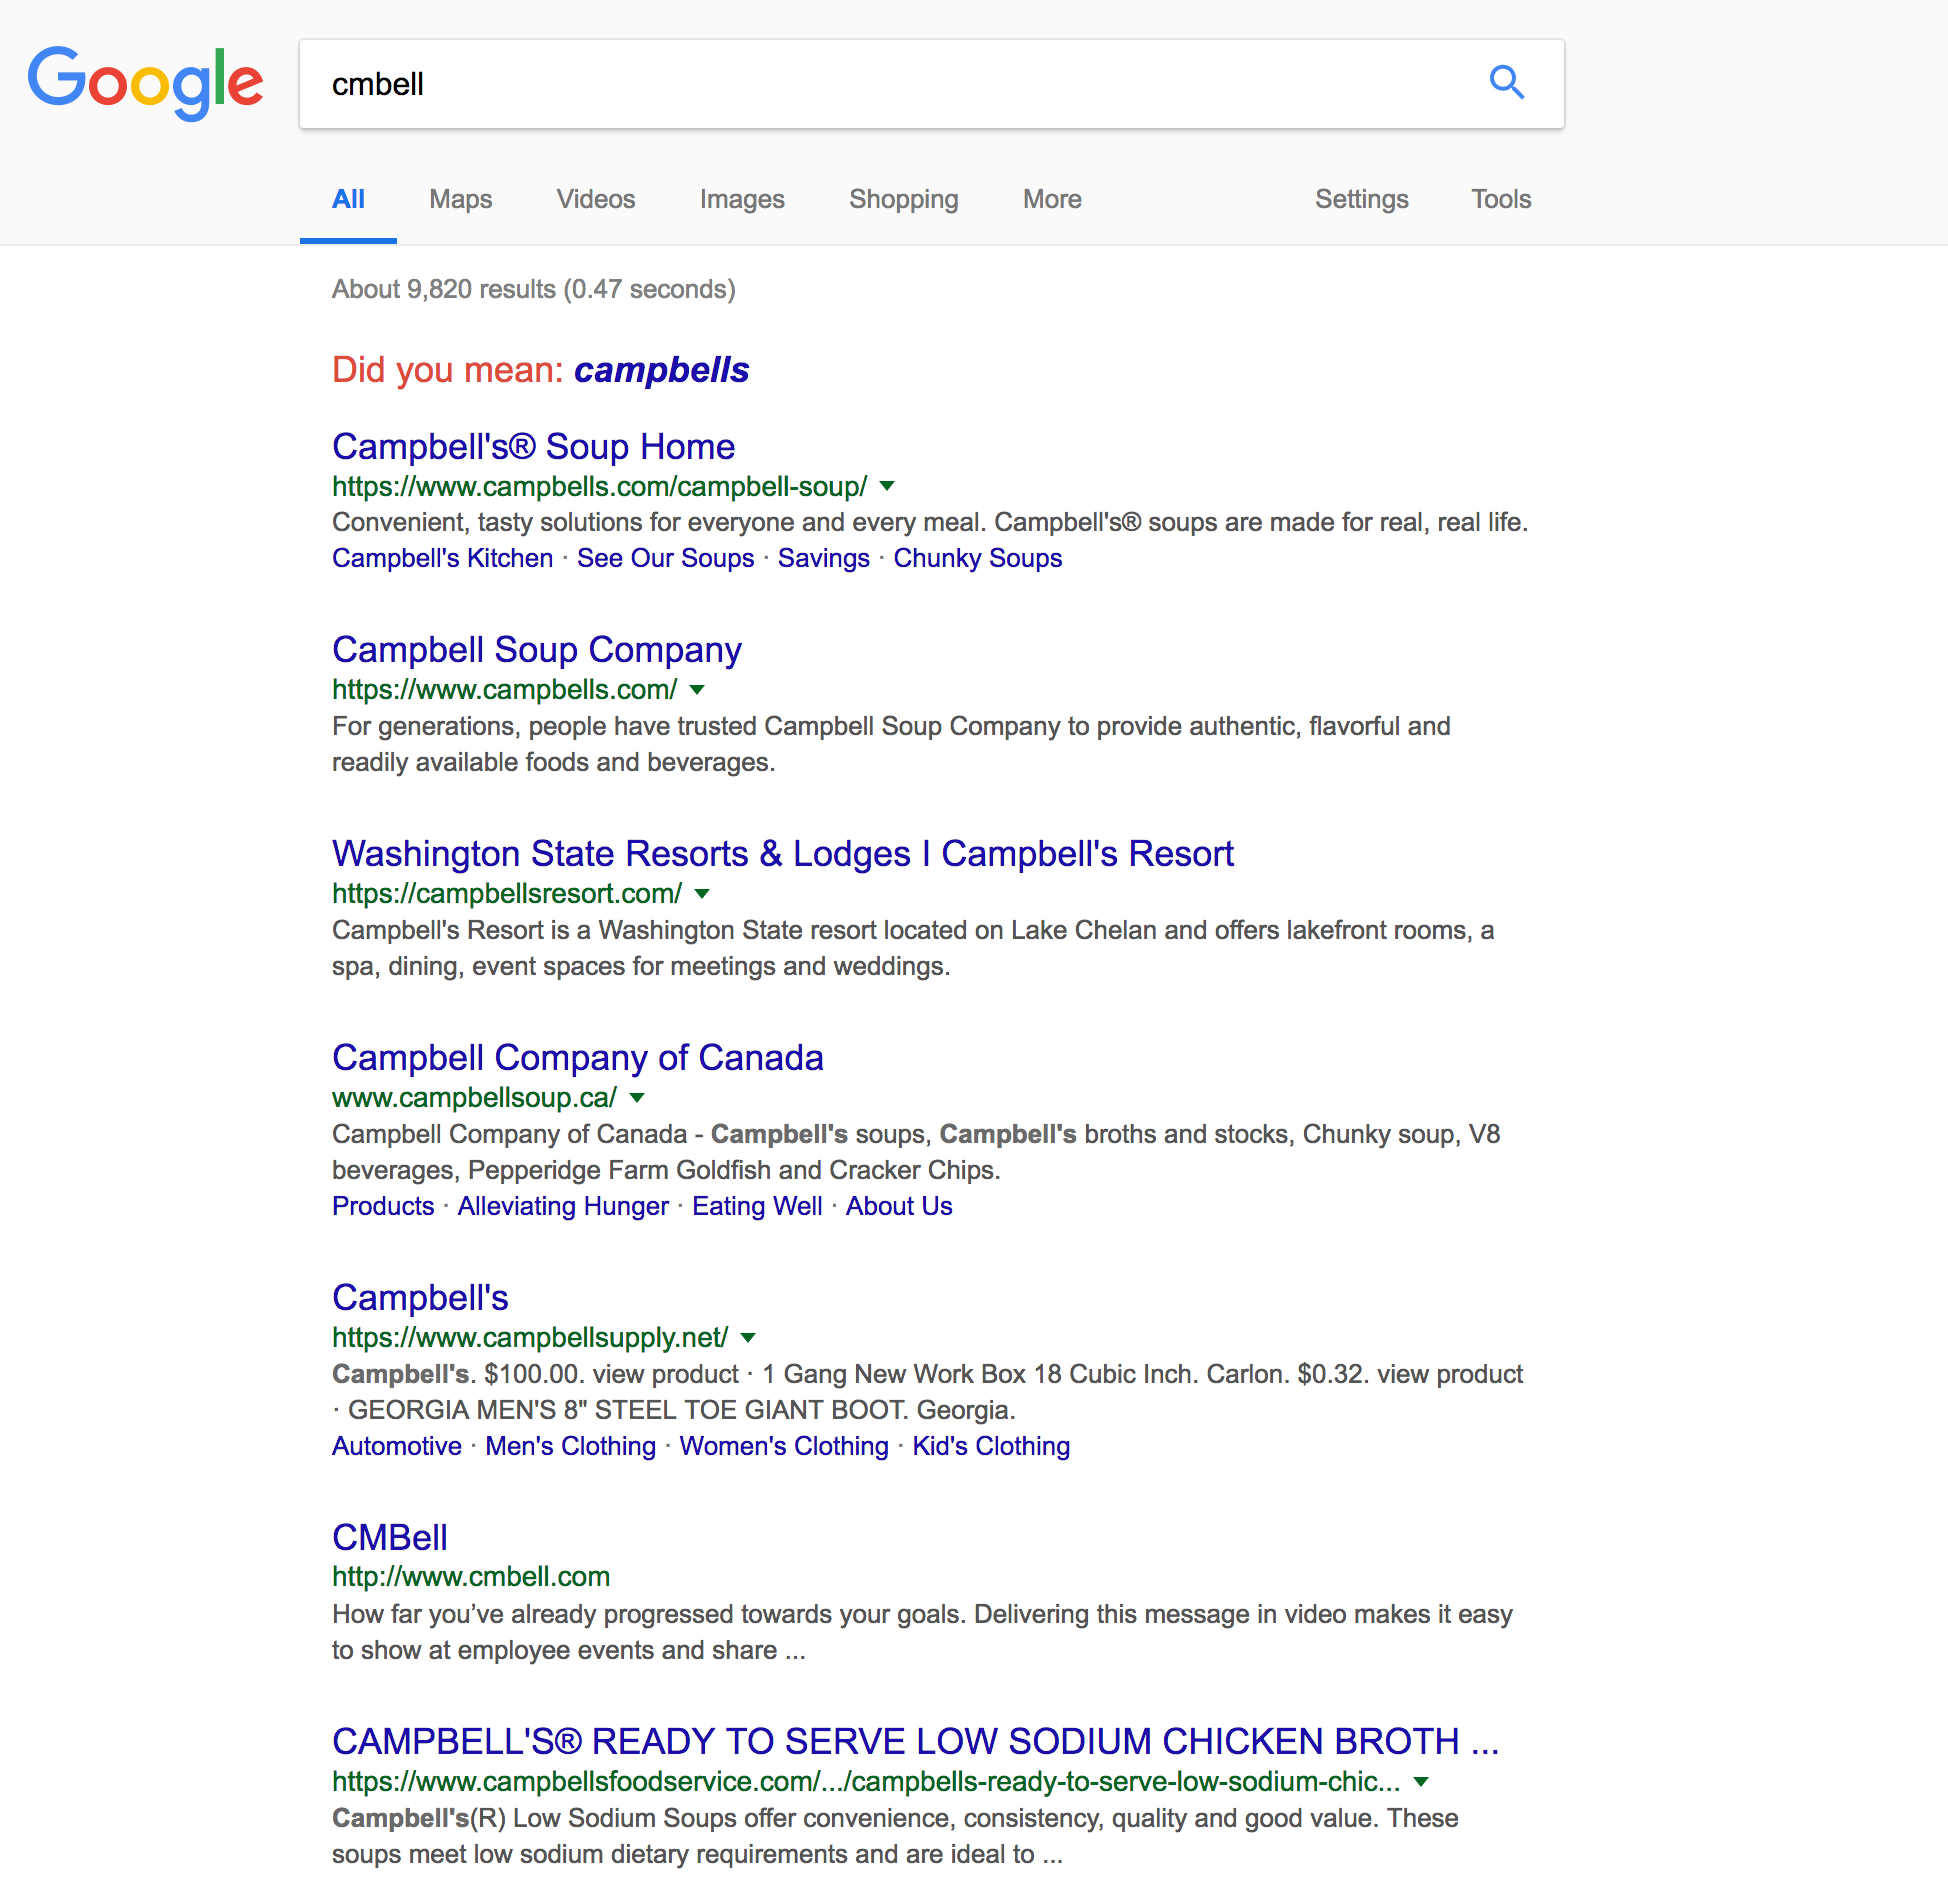 Google
cmbell
All Maps Videos Images Shopping More Settings Tools
About 9,820 results (0.47 seconds)
Did you mean: campbells
Campbell's® Soup Home
https://www.campbells.com/campbell-soup/
Convenient, tasty solutions for everyone and every meal. Campbell's® soups are made for real, real life.
Campbell's Kitchen · See Our Soups · Savings · Chunky Soups
Campbell Soup Company
https://www.campbells.com/
For generations, people have trusted Campbell Soup Company to provide authentic, flavorful and
readily available foods and beverages.
Washington State Resorts & Lodges I Campbell's Resort
https://campbellsresort.com/
Campbell's Resort is a Washington State resort located on Lake Chelan and offers lakefront rooms, a
spa, dining, event spaces for meetings and weddings.
Campbell Company of Canada
www.campbellsoup.ca/
Campbell Company of Canada - Campbell's soups, Campbell's broths and stocks, Chunky soup, V8
beverages, Pepperidge Farm Goldfish and Cracker Chips.
Products · Alleviating Hunger · Eating Well · About Us
Campbell's
https://www.campbellsupply.net/
Campbell's. $100.00. view product · 1 Gang New Work Box 18 Cubic Inch. Carlon. $0.32. view product
· GEORGIA MEN'S 8" STEEL TOE GIANT BOOT. Georgia.
Automotive · Men's Clothing · Women's Clothing · Kid's Clothing
CMBell
http://www.cmbell.com
How far you’ve already progressed towards your goals. Delivering this message in video makes it easy
to show at employee events and share ...
CAMPBELL'S® READY TO SERVE LOW SODIUM CHICKEN BROTH ...
https://www.campbellsfoodservice.com/.../campbells-ready-to-serve-low-sodium-chic...
Campbell's(R) Low Sodium Soups offer convenience, consistency, quality and good value. These
soups meet low sodium dietary requirements and are ideal to ...